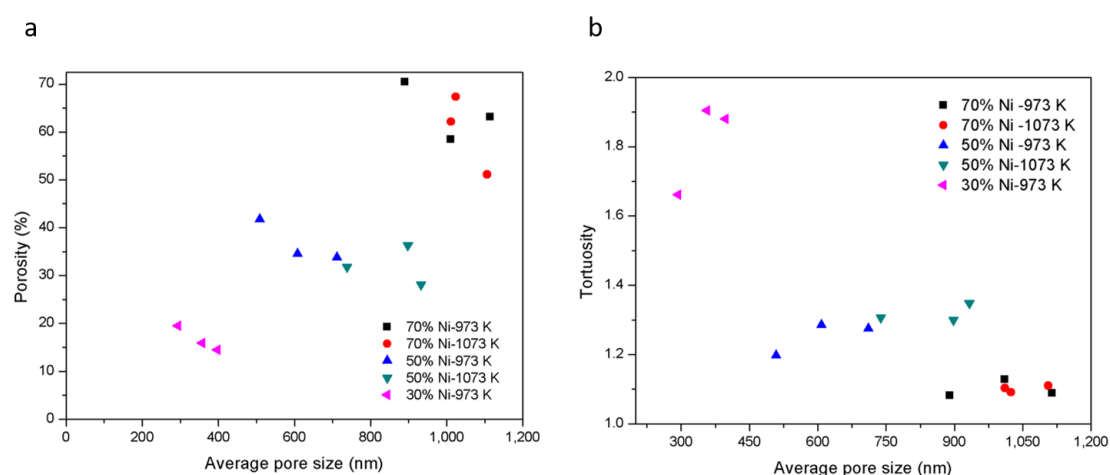 a
70
60
50
40
30
20
10
0
Porosity (%)
70% Ni-973 K
70% Ni-1073 K
50% Ni-973 K
50% Ni-1073 K
30% Ni-973 K
0 200 400 600 800 1,000 1,200
Average pore size (nm)
b
2.0
1.8
1.6
1.4
1.2
1.0
Tortuosity
70% Ni -973 K
70% Ni -1073 K
50% Ni -973 K
50% Ni-1073 K
30% Ni-973 K
300 450 600 750 900 1,050 1,200
Average pore size (nm)